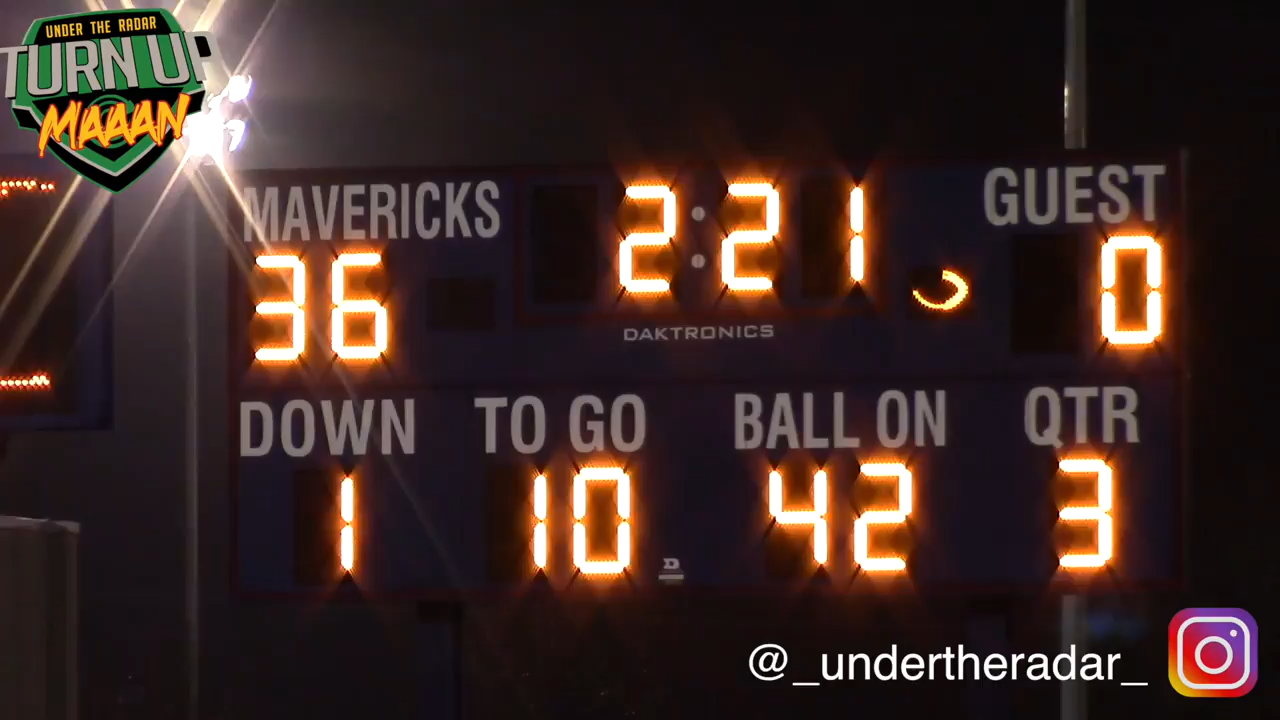 UNDER THE RADAR
TURN UP
MAAAN
MAVERICKS 2:21 GUEST
36 0
DAKTRONICS
DOWN TO GO BALL ON QTR
1 10 42 3
D
@_undertheradar_